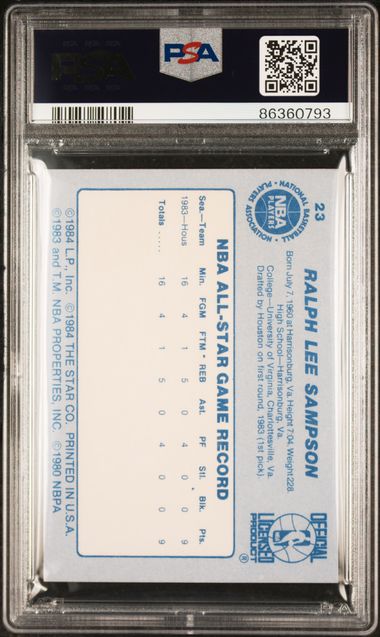 PSA
PSA
86360793
23
RALPH LEE SAMPSON
Born July 7, 1960 at Harrisonburg, Va. Height 7'04. Weight 228.
High School—Harrisonburg, Va.
College—University of Virginia, Charlottesville, Va.
Drafted by Houston on first round, 1983 (1st pick).
NATIONAL BASKETBALL
NBA
PLAYERS
PLAYERS ASSOCIATION
OFFICIAL
LICENSED
PRODUCT
®
NBA ALL-STAR GAME RECORD
Sea.—Team Min. FGM FTM REB Ast. PF Stl. Blk. Pts.
1983—Hous 16 4 1 5 0 4 0 0 9
Totals ..... 16 4 1 5 0 4 0 0 9
©1984 L.P., Inc. ©1984 THE STAR CO. PRINTED IN U.S.A.
©1983 and T.M. NBA PROPERTIES, INC. ©1980 NBPA